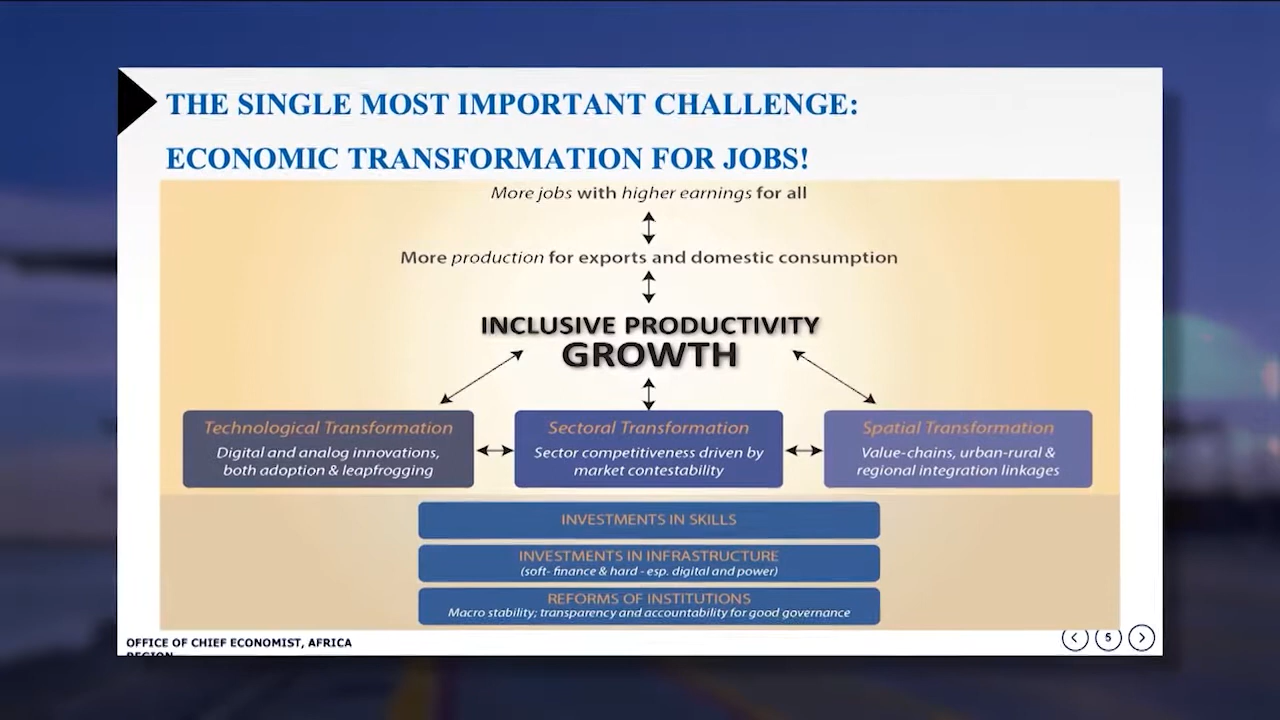 THE SINGLE MOST IMPORTANT CHALLENGE:
ECONOMIC TRANSFORMATION FOR JOBS!
More jobs with higher earnings for all
More production for exports and domestic consumption
INCLUSIVE PRODUCTIVITY
GROWTH
Technological Transformation
Digital and analog innovations,
both adoption & leapfrogging
Sectoral Transformation
Sector competitiveness driven by
market contestability
Spatial Transformation
Value-chains, urban-rural &
regional integration linkages
INVESTMENTS IN SKILLS
INVESTMENTS IN INFRASTRUCTURE
(soft- finance & hard - esp. digital and power)
REFORMS OF INSTITUTIONS
Macro stability; transparency and accountability for good governance
OFFICE OF CHIEF ECONOMIST, AFRICA
REGION
5